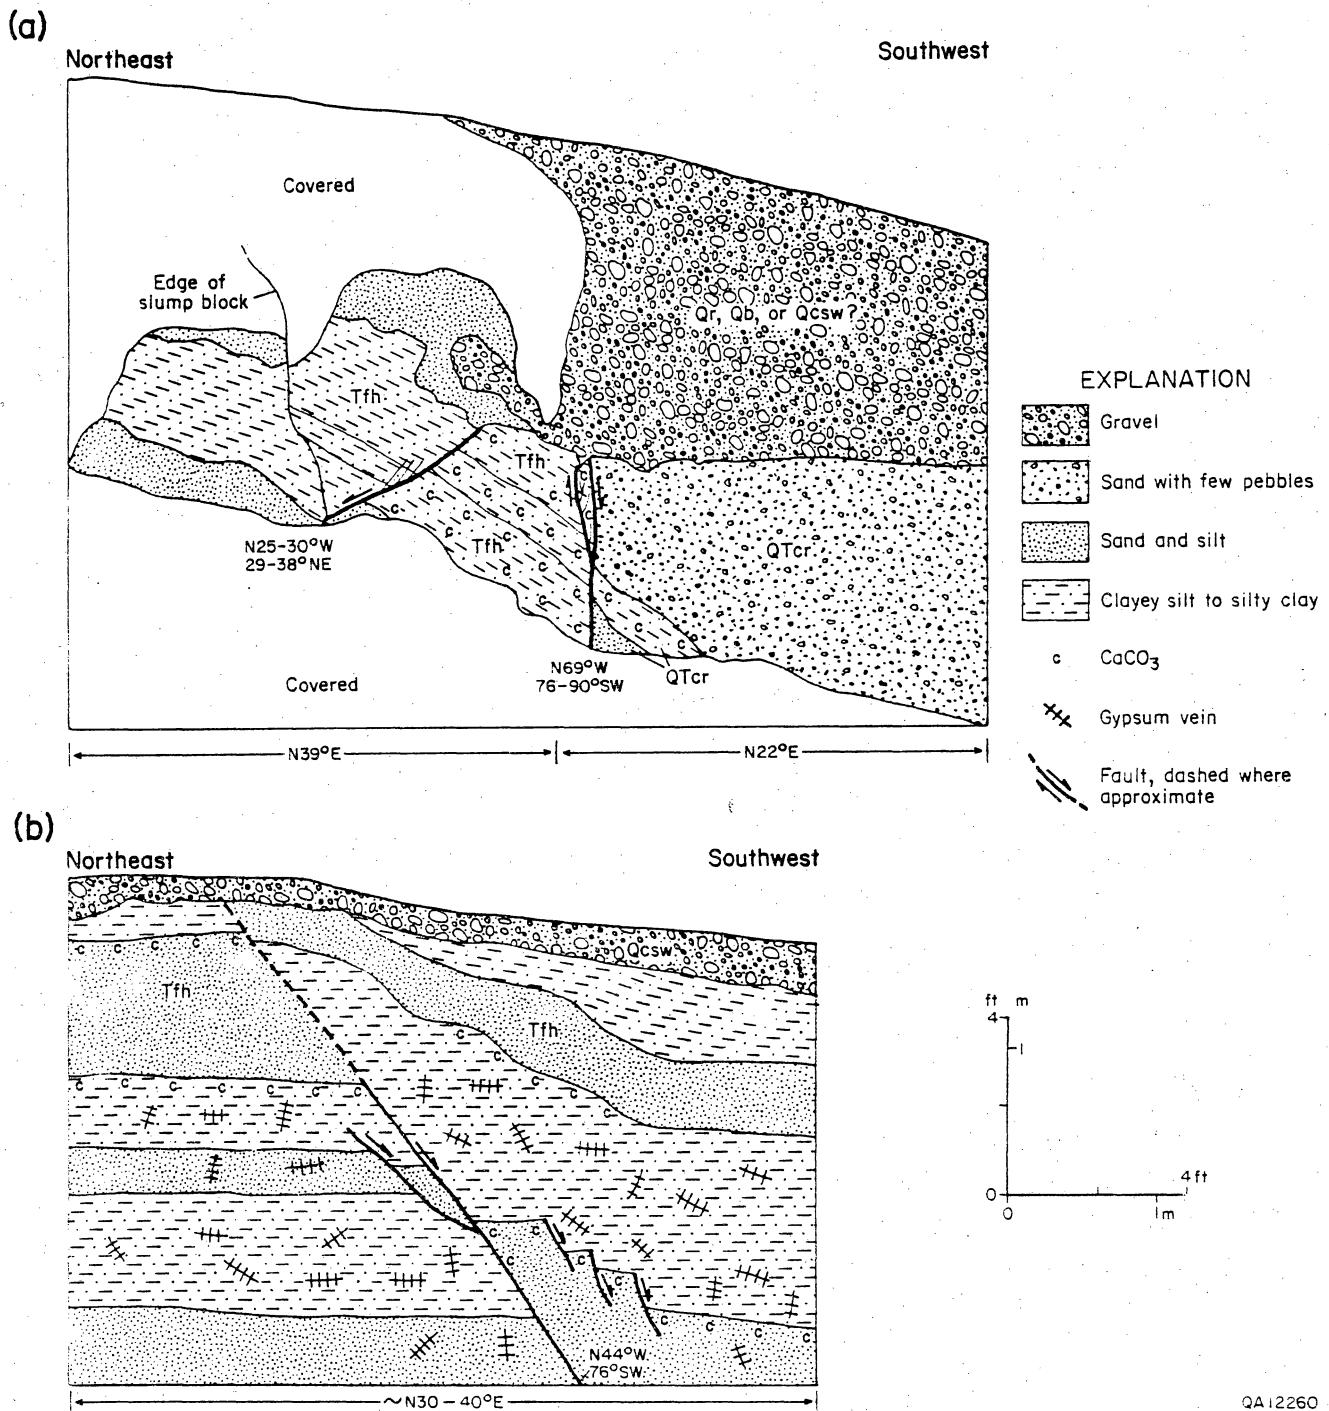 (a)
Northeast
Southwest
Covered
Edge of
slump block
Qr, Qb, or Qcsw?
Tfh
Tfh
Tfh
QTcr
N25-30°W
29-38°NE
N69°W
76-90°SW
QTcr
Covered
N39°E
N22°E
EXPLANATION
Gravel
Sand with few pebbles
Sand and silt
Clayey silt to silty clay
c CaCO3
Gypsum vein
Fault, dashed where
approximate
(b)
Northeast
Southwest
Qcsw
Tfh
Tfh
N44°W
76°SW
~N30-40°E
ft m
4
1
0
4 ft
0 1m
QA12260